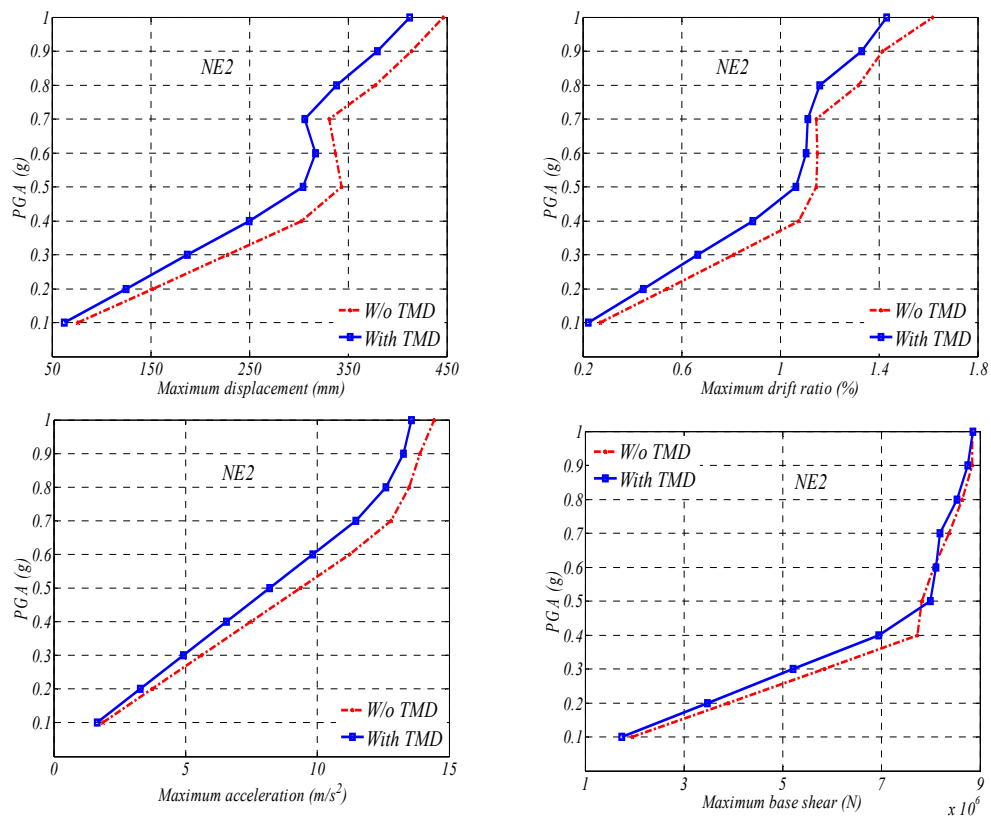 1
0.9
0.8
0.7
0.6
0.5
0.4
0.3
0.2
0.1
PGA (g)
NE2
W/o TMD
With TMD
50 150 250 350 450
Maximum displacement (mm)
1
0.9
0.8
0.7
0.6
0.5
0.4
0.3
0.2
0.1
PGA (g)
NE2
W/o TMD
With TMD
0.2 0.6 1 1.4 1.8
Maximum drift ratio (%)
1
0.9
0.8
0.7
0.6
0.5
0.4
0.3
0.2
0.1
PGA (g)
NE2
W/o TMD
With TMD
0 5 10 15
Maximum acceleration (m/s²)
1
0.9
0.8
0.7
0.6
0.5
0.4
0.3
0.2
0.1
PGA (g)
W/o TMD
With TMD
NE2
1 3 5 7 9
Maximum base shear (N)
x 10⁶